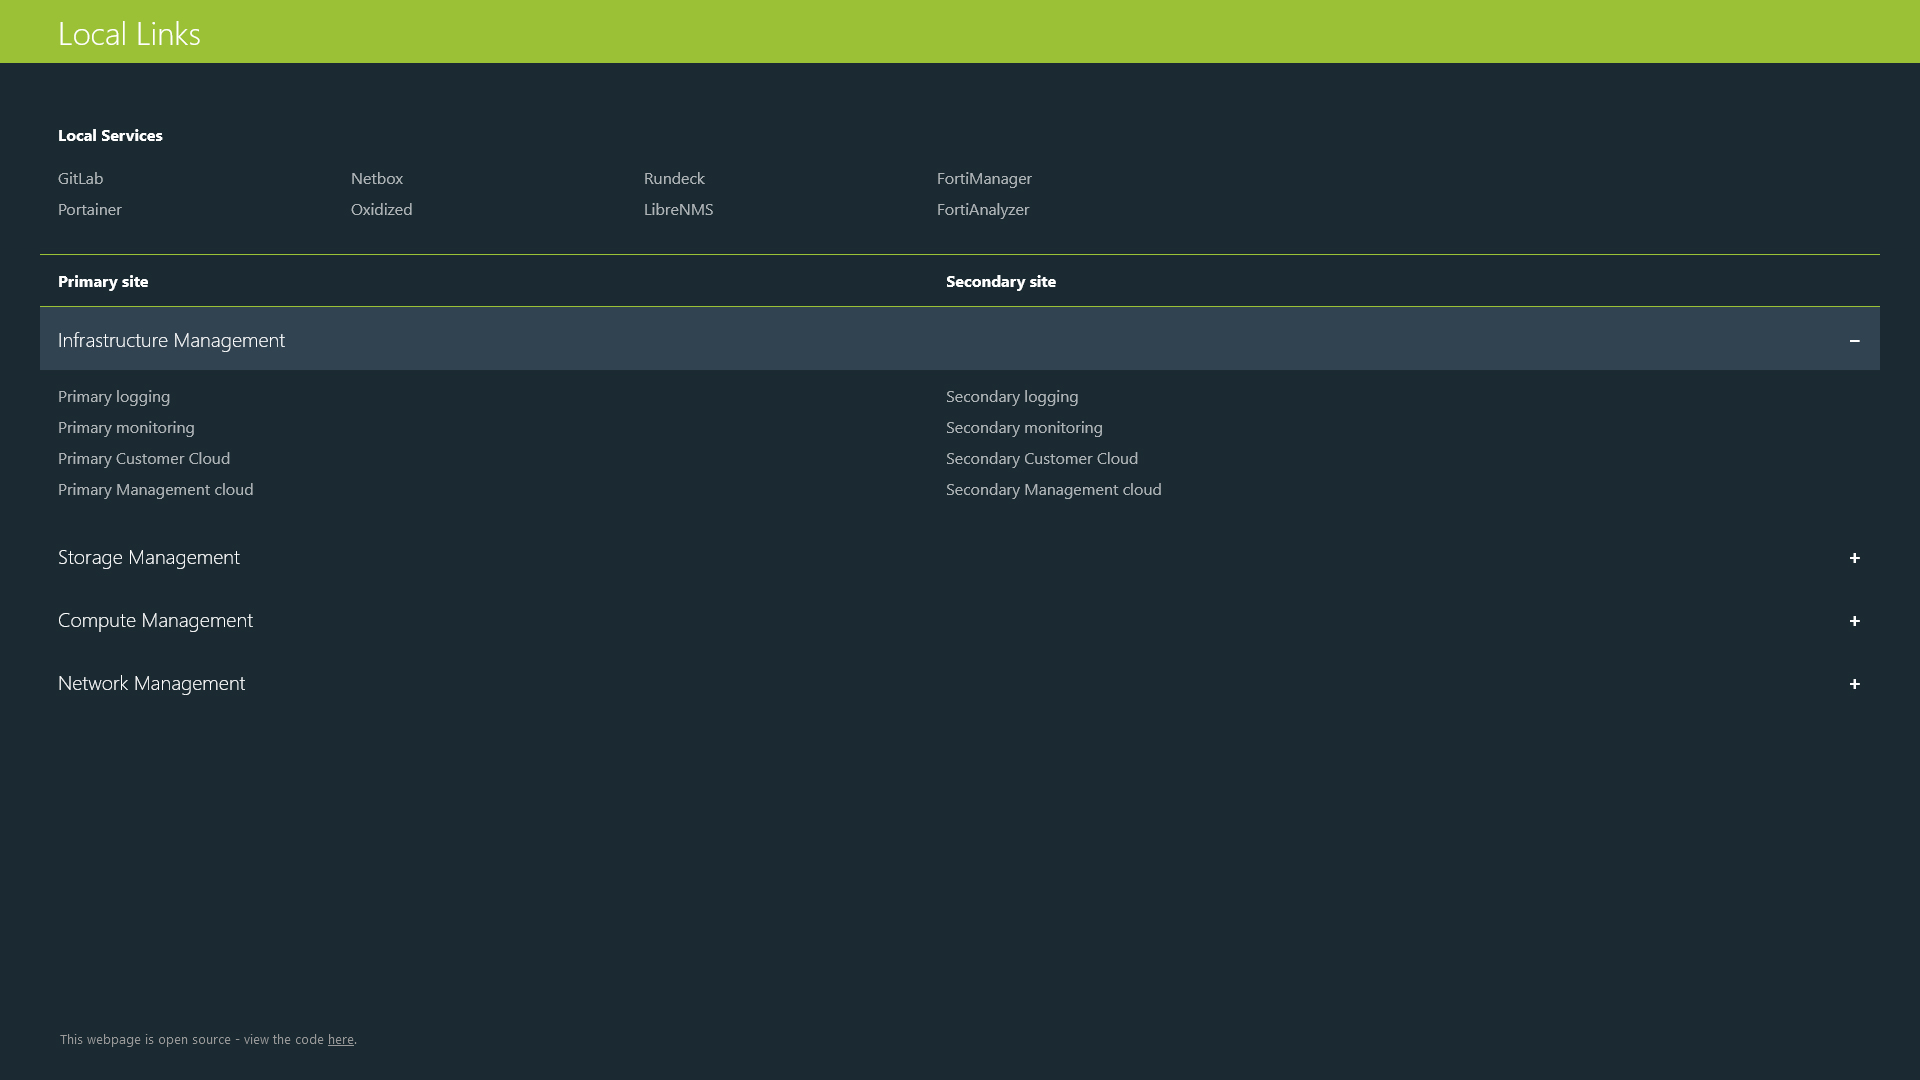 Local Links
Local Services
GitLab Netbox Rundeck FortiManager
Portainer Oxidized LibreNMS FortiAnalyzer
Primary site Secondary site
Infrastructure Management −
Primary logging Secondary logging
Primary monitoring Secondary monitoring
Primary Customer Cloud Secondary Customer Cloud
Primary Management cloud Secondary Management cloud
Storage Management +
Compute Management +
Network Management +
This webpage is open source - view the code here.